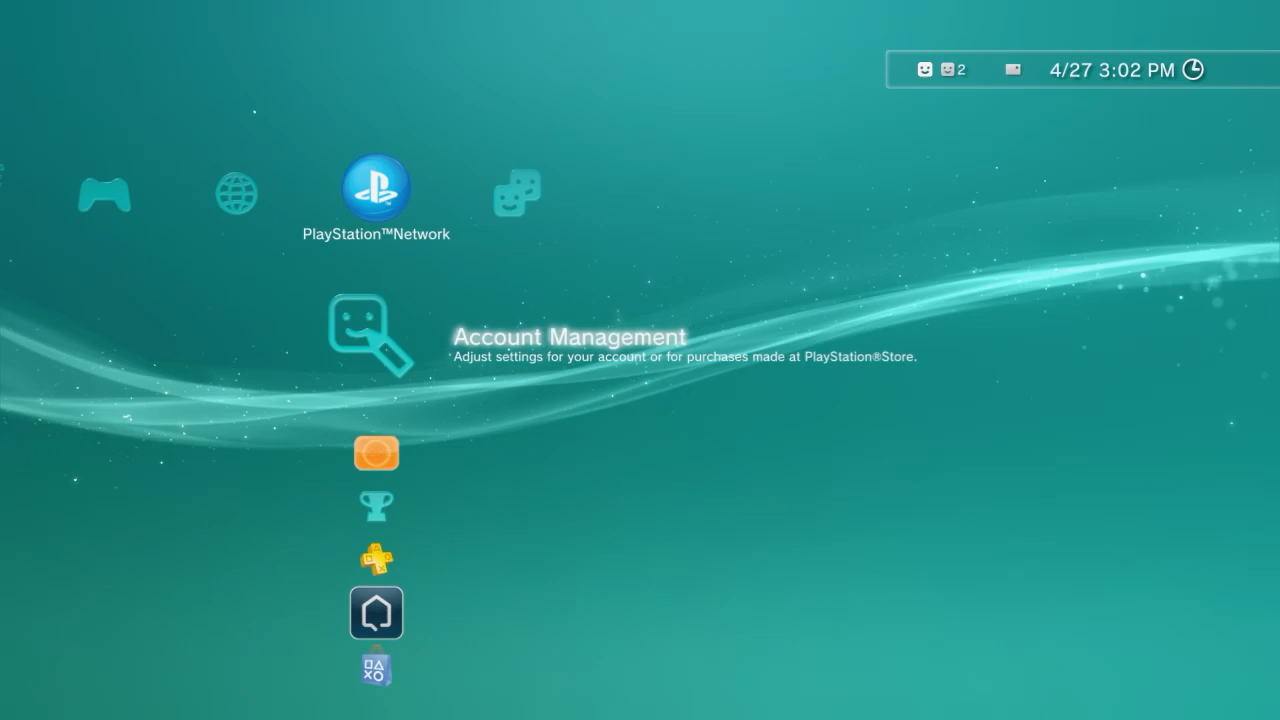 2
4/27 3:02 PM
PlayStation™Network
Account Management
Adjust settings for your account or for purchases made at PlayStation®Store.